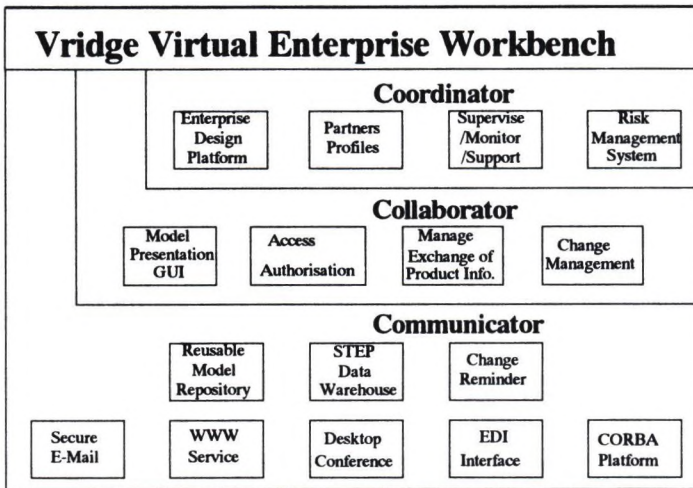 Vridge Virtual Enterprise Workbench
Coordinator
Enterprise
Design
Platform
Partners
Profiles
Supervise
/Monitor
/Support
Risk
Management
System
Collaborator
Model
Presentation
GUI
Access
Authorisation
Manage
Exchange of
Product Info.
Change
Management
Communicator
Reusable
Model
Repository
STEP
Data
Warehouse
Change
Reminder
Secure
E-Mail
WWW
Service
Desktop
Conference
EDI
Interface
CORBA
Platform